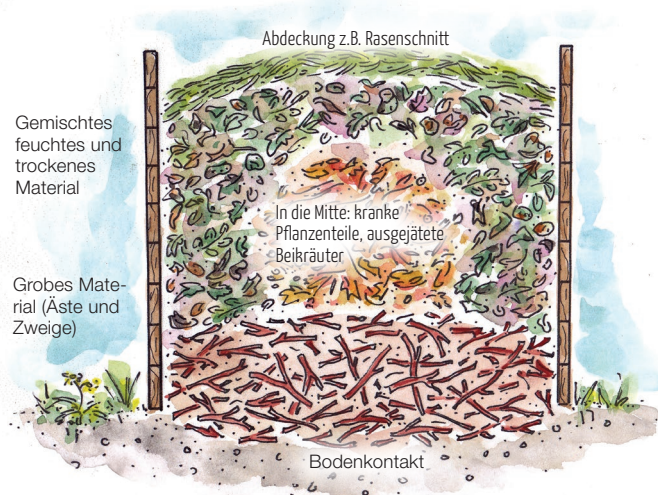 Abdeckung z.B. Rasenschnitt
Gemischtes
feuchtes und
trockenes
Material
In die Mitte: kranke
Pflanzenteile, ausgejätete
Beikräuter
Grobes Mate-
rial (Äste und
Zweige)
Bodenkontakt